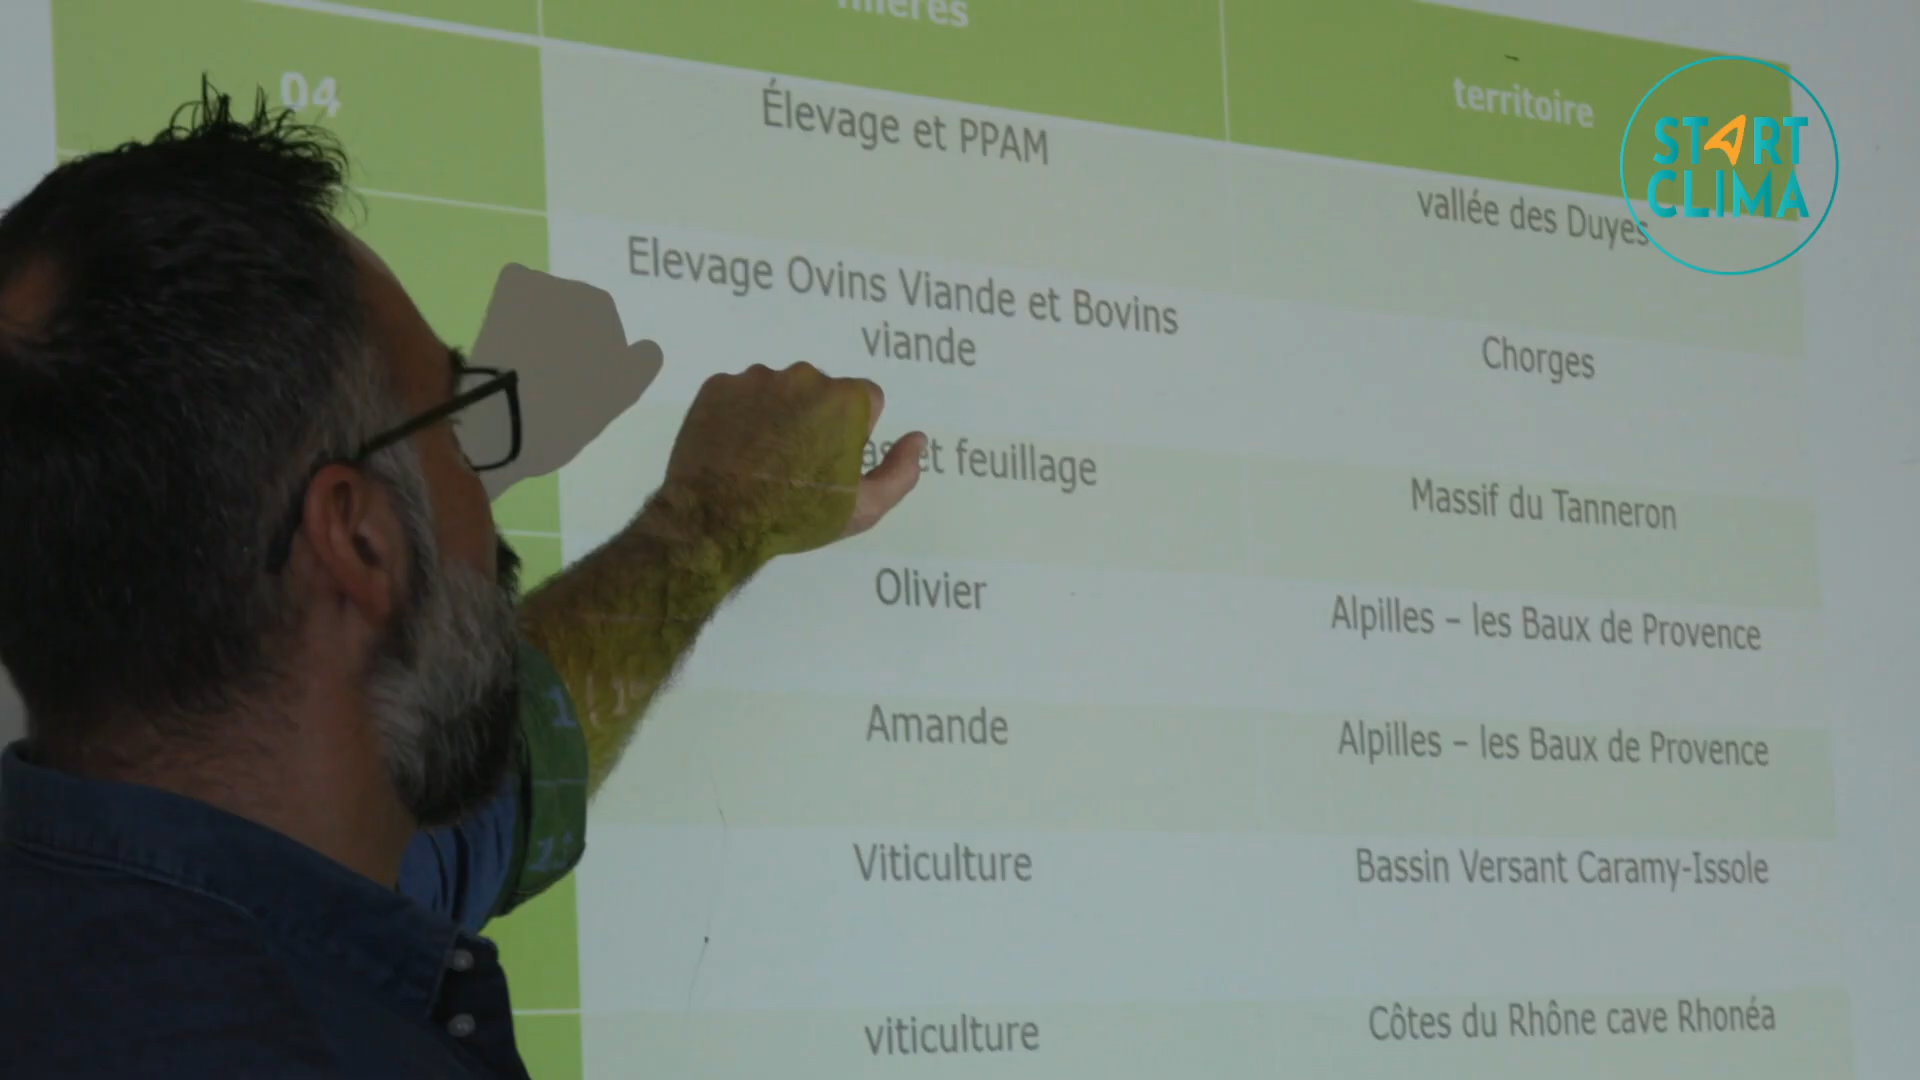 filières
territoire
04
Élevage et PPAM
vallée des Duyes
Elevage Ovins Viande et Bovins
viande
Chorges
et feuillage
Massif du Tanneron
Olivier
Alpilles – les Baux de Provence
Amande
Alpilles – les Baux de Provence
Viticulture
Bassin Versant Caramy-Issole
viticulture
Côtes du Rhône cave Rhonéa
START
CLIMA